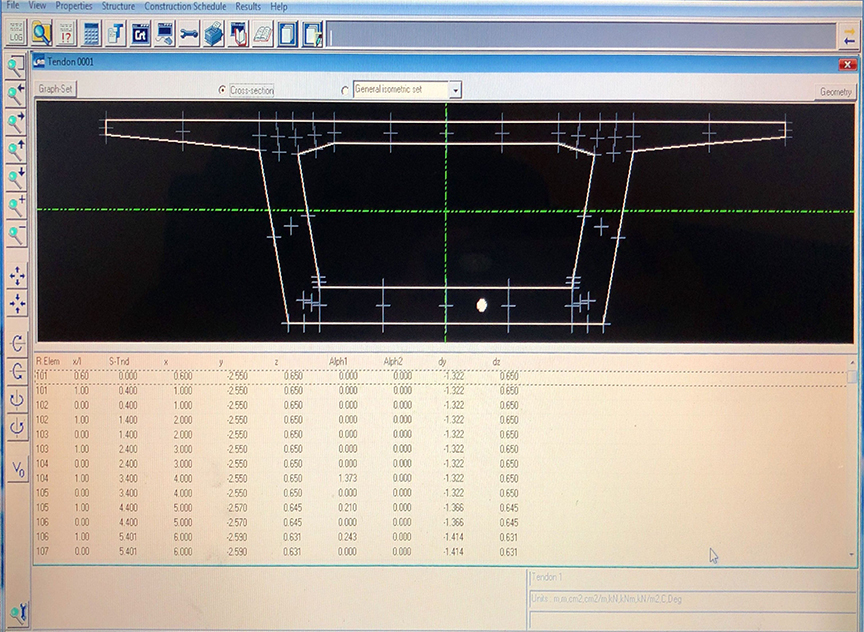 File View Properties Structure Construction Schedule Results Help
LOG !? Crt
Tendon 0001
Graph-Set Cross-section General isometric set Geometry
R.Elem x/l S-Tnd x y z Alph1 Alph2 dy dz
101 0.60 0.000 0.600 -2.550 0.650 0.000 0.000 -1.322 0.650
101 1.00 0.400 1.000 -2.550 0.650 0.000 0.000 -1.322 0.650
102 0.00 0.400 1.000 -2.550 0.650 0.000 0.000 -1.322 0.650
102 1.00 1.400 2.000 -2.550 0.650 0.000 0.000 -1.322 0.650
103 0.00 1.400 2.000 -2.550 0.650 0.000 0.000 -1.322 0.650
103 1.00 2.400 3.000 -2.550 0.650 0.000 0.000 -1.322 0.650
104 0.00 2.400 3.000 -2.550 0.650 0.000 0.000 -1.322 0.650
104 1.00 3.400 4.000 -2.550 0.650 1.373 0.000 -1.322 0.650
105 0.00 3.400 4.000 -2.550 0.650 0.000 0.000 -1.322 0.650
105 1.00 4.400 5.000 -2.570 0.645 0.210 0.000 -1.366 0.645
106 0.00 4.400 5.000 -2.570 0.645 0.000 0.000 -1.366 0.645
106 1.00 5.401 6.000 -2.590 0.631 0.243 0.000 -1.414 0.631
107 0.00 5.401 6.000 -2.590 0.631 0.000 0.000 -1.414 0.631
V0
Tendon 1
Units: m,m,cm2,cm2/m,kN,kNm,kN/m2,C,Deg